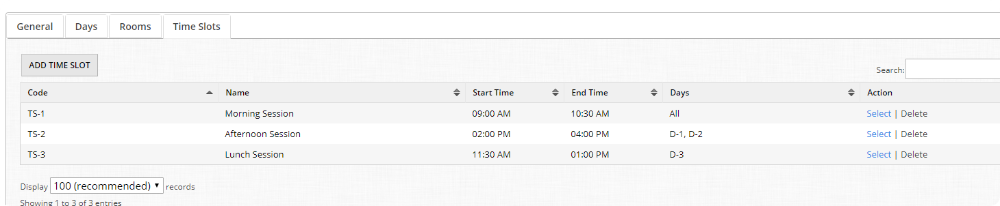 General Days Rooms Time Slots
ADD TIME SLOT
Search:
Code Name Start Time End Time Days Action
TS-1 Morning Session 09:00 AM 10:30 AM All Select | Delete
TS-2 Afternoon Session 02:00 PM 04:00 PM D-1, D-2 Select | Delete
TS-3 Lunch Session 11:30 AM 01:00 PM D-3 Select | Delete
Display 100 (recommended) records
Showing 1 to 3 of 3 entries